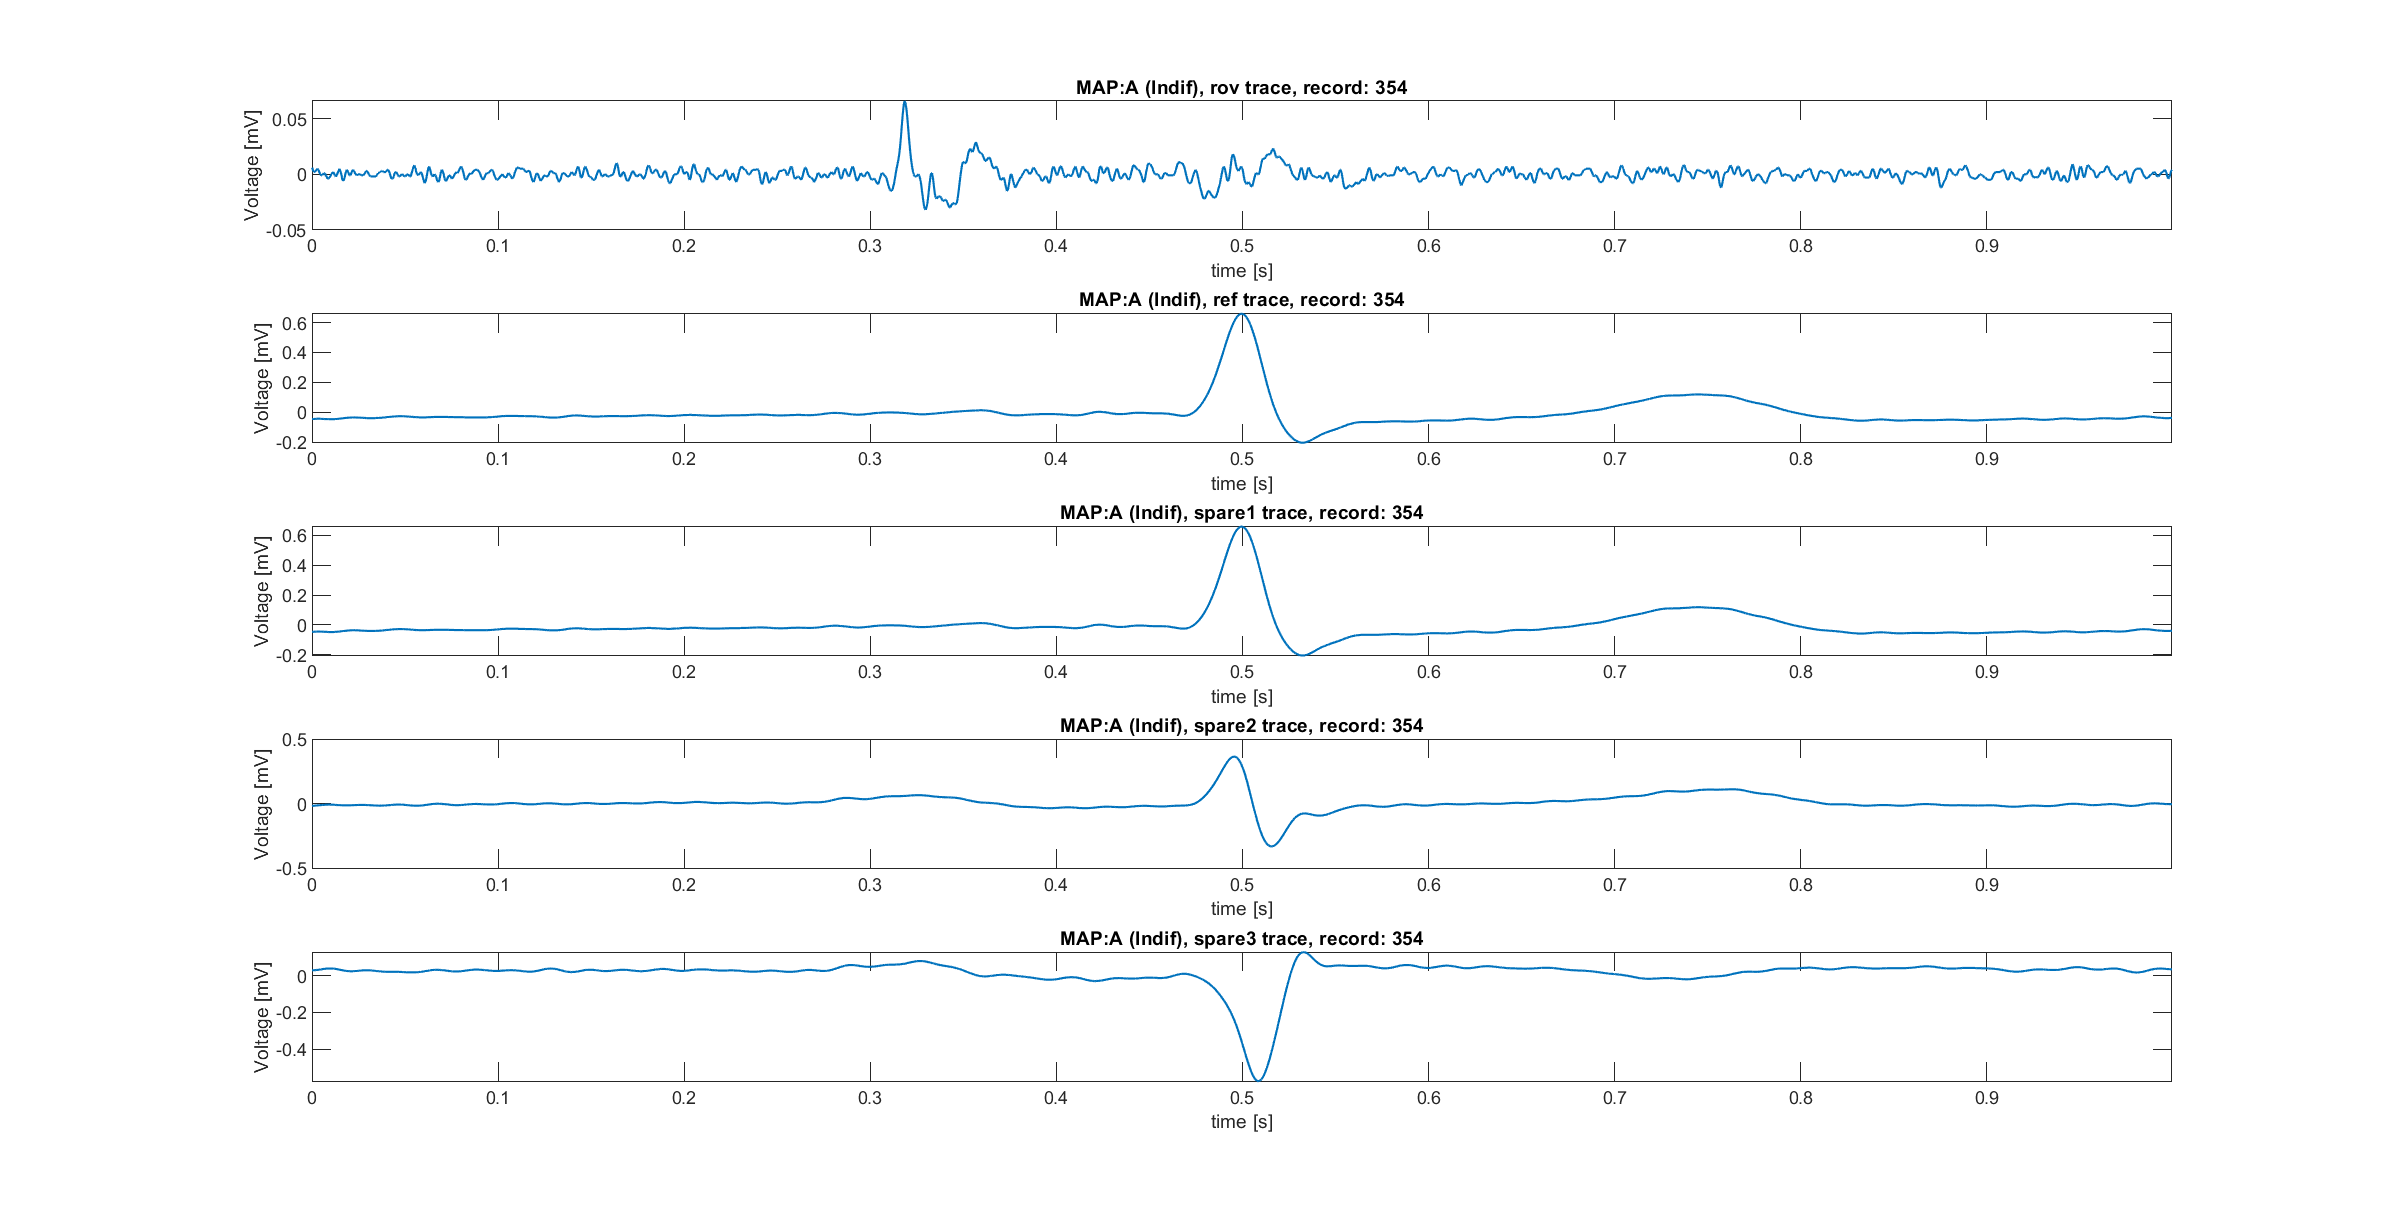 MAP:A (Indif), rov trace, record: 354
Voltage [mV]
0.05
0
-0.05
0 0.1 0.2 0.3 0.4 0.5 0.6 0.7 0.8 0.9
time [s]
MAP:A (Indif), ref trace, record: 354
Voltage [mV]
0.6
0.4
0.2
0
-0.2
0 0.1 0.2 0.3 0.4 0.5 0.6 0.7 0.8 0.9
time [s]
MAP:A (Indif), spare1 trace, record: 354
Voltage [mV]
0.6
0.4
0.2
0
-0.2
0 0.1 0.2 0.3 0.4 0.5 0.6 0.7 0.8 0.9
time [s]
MAP:A (Indif), spare2 trace, record: 354
Voltage [mV]
0.5
0
-0.5
0 0.1 0.2 0.3 0.4 0.5 0.6 0.7 0.8 0.9
time [s]
MAP:A (Indif), spare3 trace, record: 354
Voltage [mV]
0
-0.2
-0.4
0 0.1 0.2 0.3 0.4 0.5 0.6 0.7 0.8 0.9
time [s]